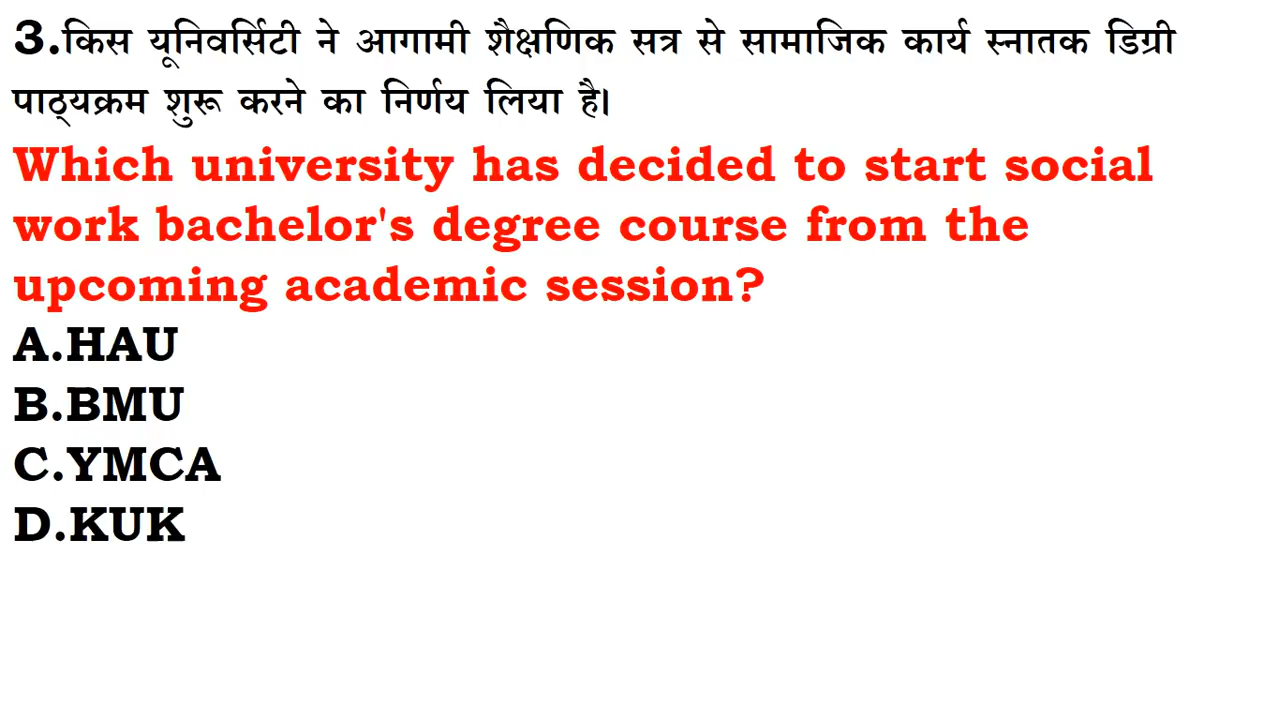 3.किस यूनिवर्सिटी ने आगामी शैक्षणिक सत्र से सामाजिक कार्य स्नातक डिग्री
पाठ्यक्रम शुरू करने का निर्णय लिया है।
Which university has decided to start social
work bachelor's degree course from the
upcoming academic session?
A.HAU
B.BMU
C.YMCA
D.KUK